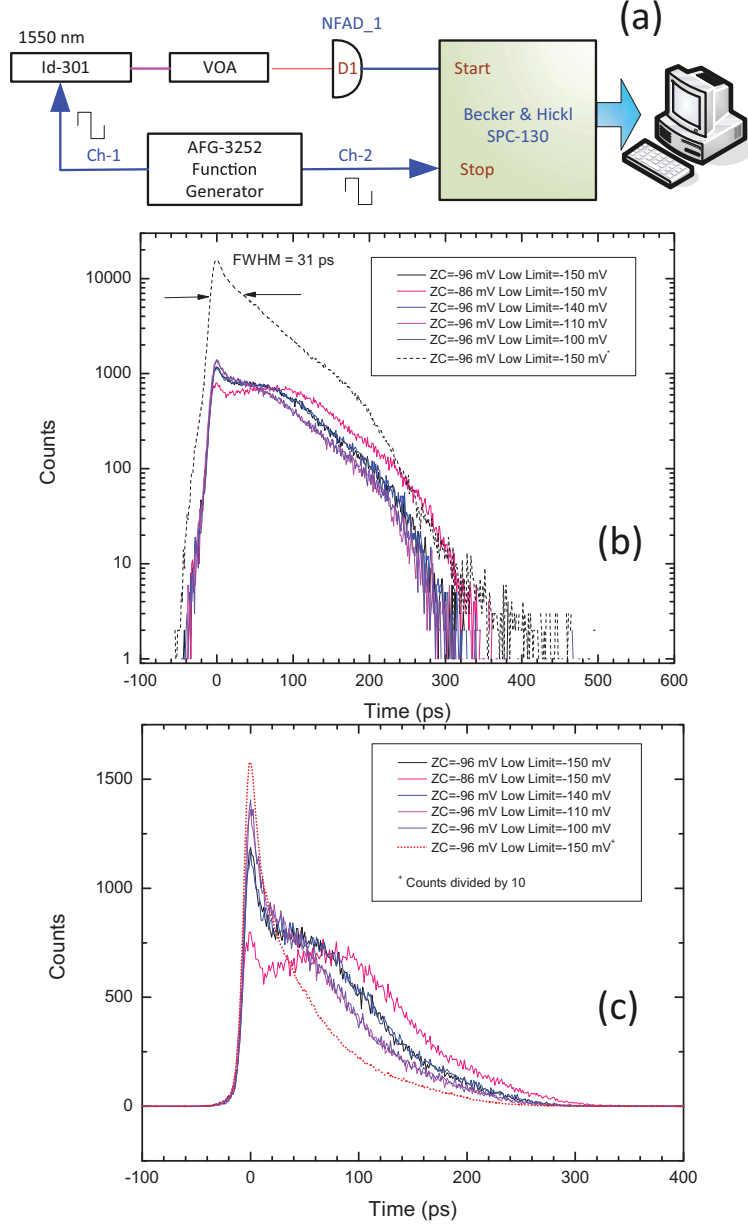 (a)
NFAD_1
1550 nm
Id-301
VOA
D1
Start
Becker & Hickl
SPC-130
Ch-1
AFG-3252
Function
Generator
Ch-2
Stop
FWHM = 31 ps
ZC=-96 mV Low Limit=-150 mV
ZC=-86 mV Low Limit=-150 mV
ZC=-96 mV Low Limit=-140 mV
ZC=-96 mV Low Limit=-110 mV
ZC=-96 mV Low Limit=-100 mV
ZC=-96 mV Low Limit=-150 mV*
10000
1000
100
10
1
Counts
(b)
-100 0 100 200 300 400 500 600
Time (ps)
ZC=-96 mV Low Limit=-150 mV
ZC=-86 mV Low Limit=-150 mV
ZC=-96 mV Low Limit=-140 mV
ZC=-96 mV Low Limit=-110 mV
ZC=-96 mV Low Limit=-100 mV
ZC=-96 mV Low Limit=-150 mV+
+ Counts divided by 10
1500
1000
500
0
Counts
(c)
-100 0 100 200 300 400
Time (ps)